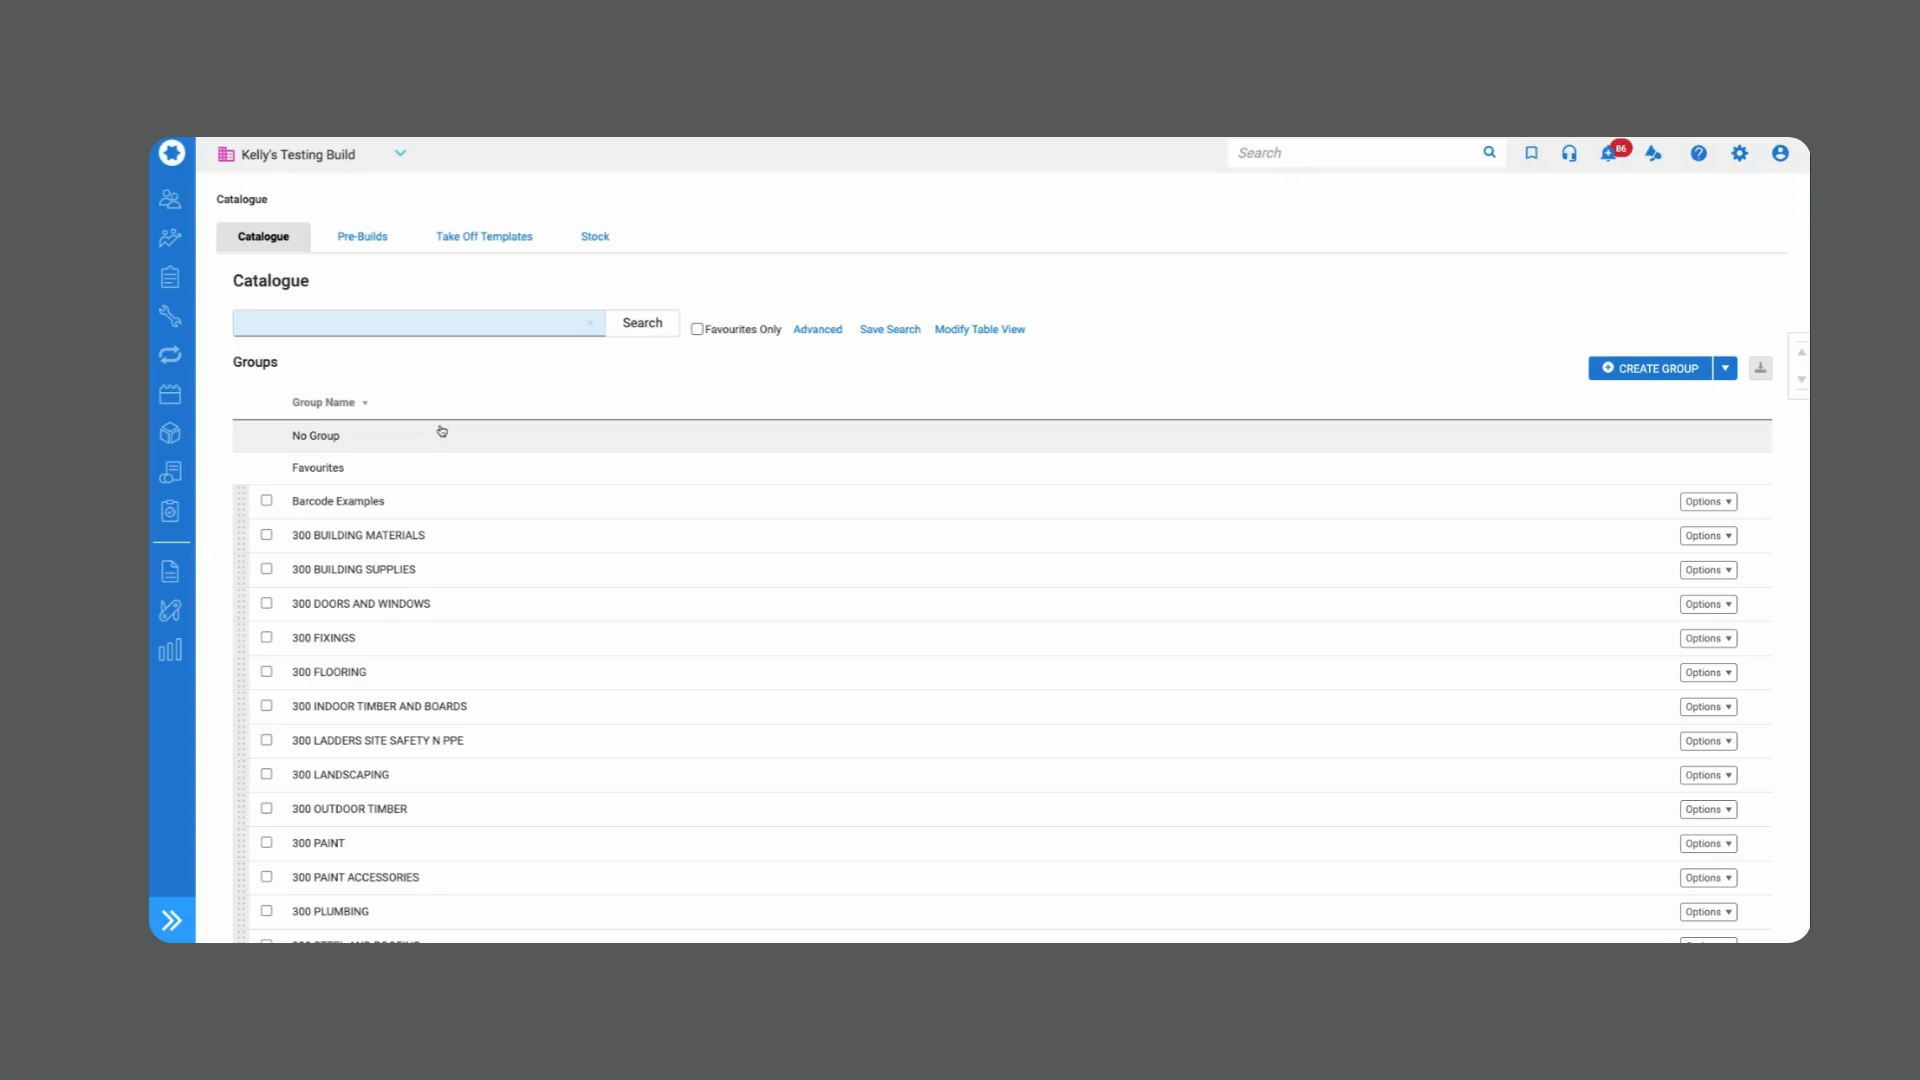 Kelly's Testing Build
Search
86
Catalogue
Catalogue
Pre-Builds
Take Off Templates
Stock
Catalogue
Search
Favourites Only
Advanced
Save Search
Modify Table View
Groups
CREATE GROUP
Group Name
No Group
Favourites
Barcode Examples
Options
300 BUILDING MATERIALS
Options
300 BUILDING SUPPLIES
Options
300 DOORS AND WINDOWS
Options
300 FIXINGS
Options
300 FLOORING
Options
300 INDOOR TIMBER AND BOARDS
Options
300 LADDERS SITE SAFETY N PPE
Options
300 LANDSCAPING
Options
300 OUTDOOR TIMBER
Options
300 PAINT
Options
300 PAINT ACCESSORIES
Options
300 PLUMBING
Options